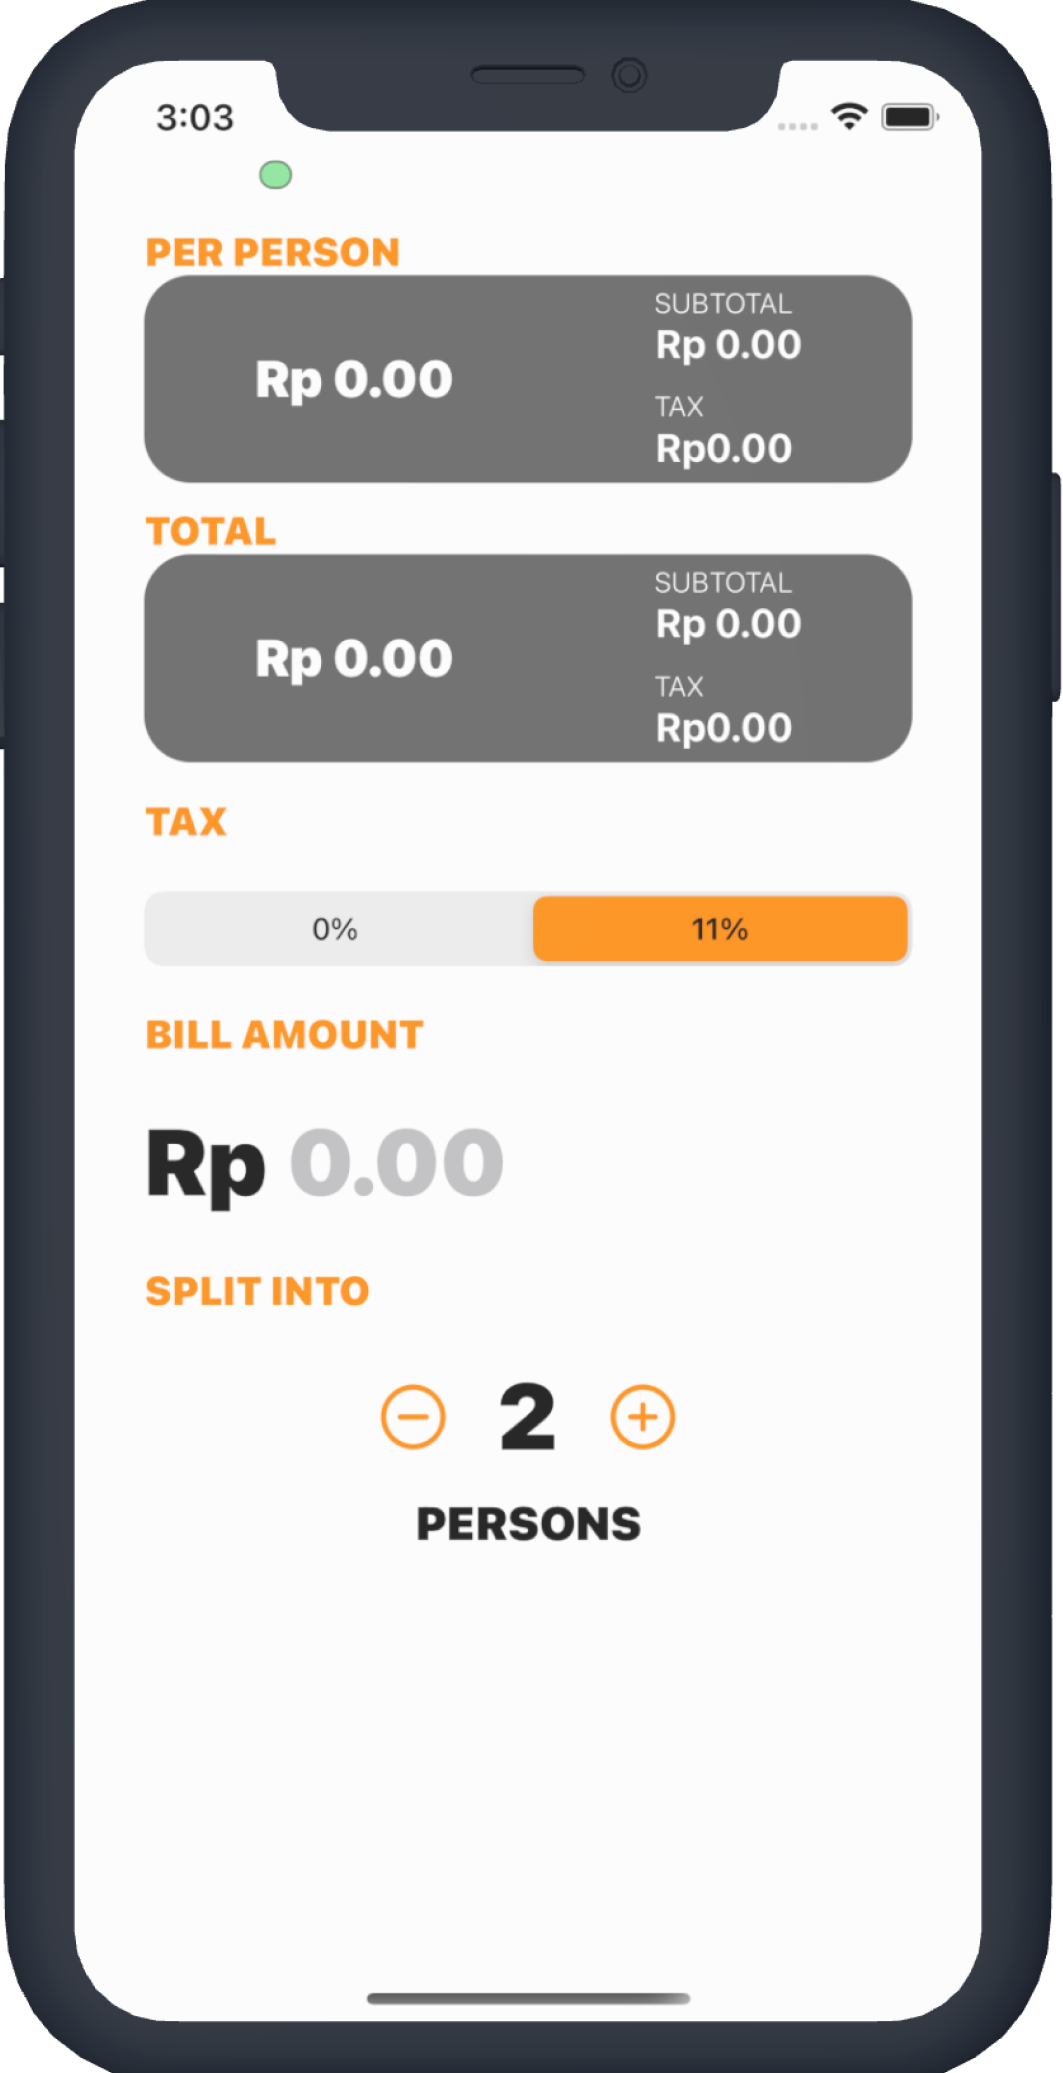 3:03
PER PERSON
Rp 0.00
SUBTOTAL
Rp 0.00
TAX
Rp0.00
TOTAL
Rp 0.00
SUBTOTAL
Rp 0.00
TAX
Rp0.00
TAX
0% 11%
BILL AMOUNT
Rp 0.00
SPLIT INTO
2
PERSONS